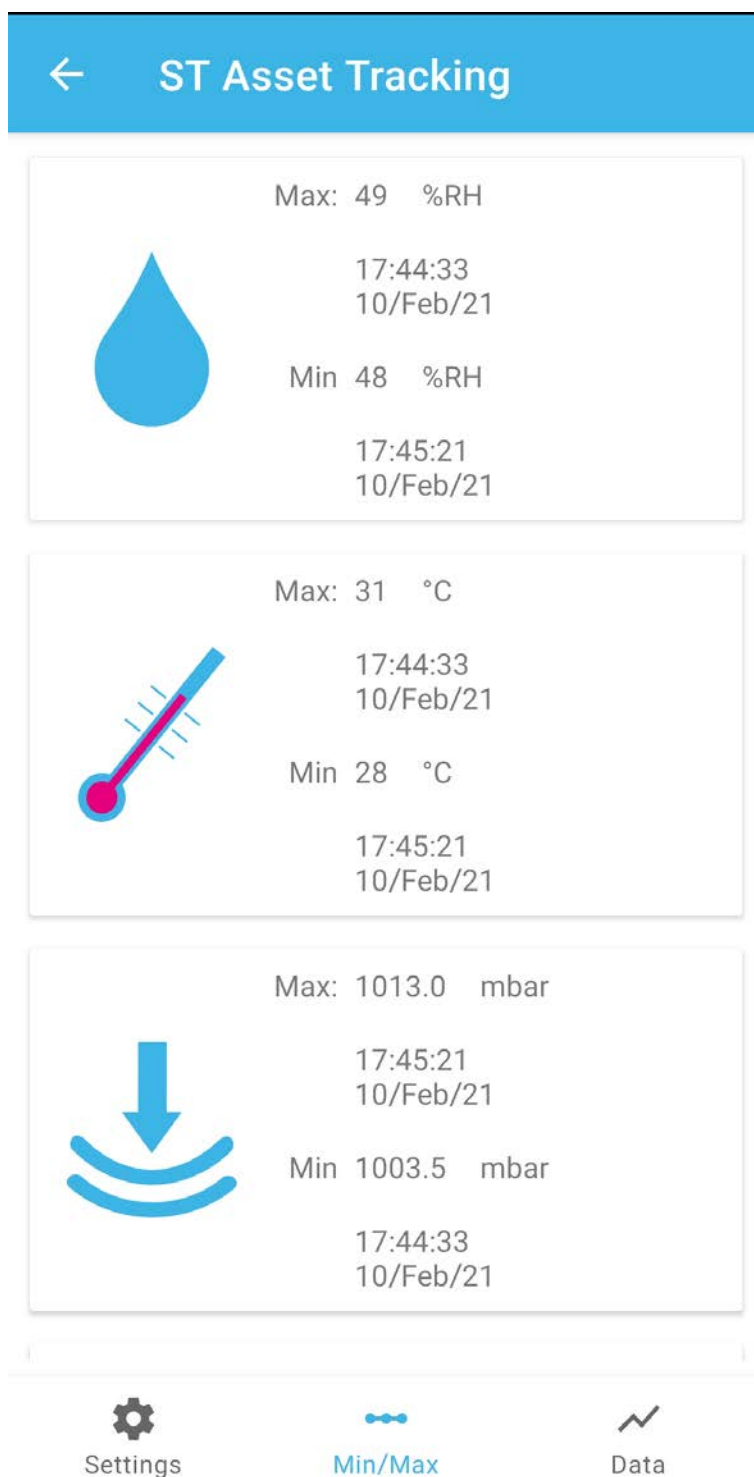 ST Asset Tracking
Max: 49 %RH
17:44:33
10/Feb/21
Min 48 %RH
17:45:21
10/Feb/21
Max: 31 °C
17:44:33
10/Feb/21
Min 28 °C
17:45:21
10/Feb/21
Max: 1013.0 mbar
17:45:21
10/Feb/21
Min 1003.5 mbar
17:44:33
10/Feb/21
Settings Min/Max Data